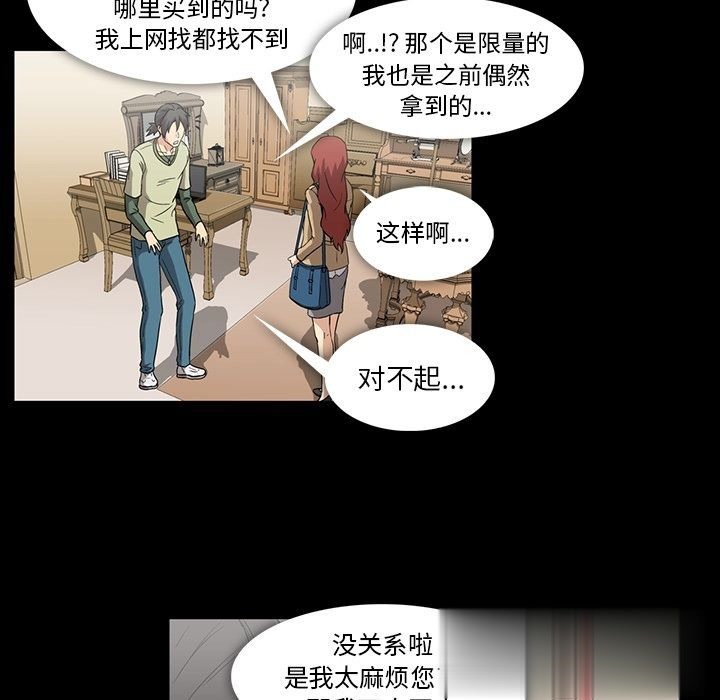 哪里买到的吗?
我上网找都找不到
啊..!? 那个是限量的
我也是之前偶然
拿到的...
这样啊...
对不起...
没关系啦
是我太麻烦您